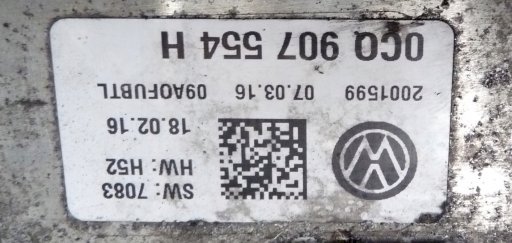 SW: 7083
HW: H52
18.02.16
2001599 07.03.16 09AOFUBTL
0CQ 907 554 H